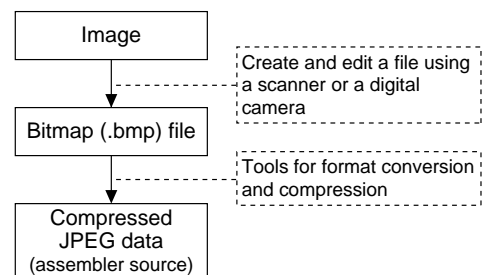 Image
Create and edit a file using
a scanner or a digital
camera
Bitmap (.bmp) file
Tools for format conversion
and compression
Compressed
JPEG data
(assembler source)